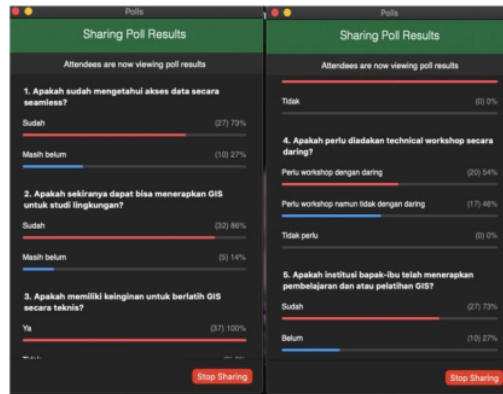 Polls
Sharing Poll Results
Attendees are now viewing poll results
1. Apakah sudah mengetahui akses data secara
seamless?
Sudah (27) 73%
Masih belum (10) 27%
2. Apakah sekiranya dapat bisa menerapkan GIS
untuk studi lingkungan?
Sudah (32) 86%
Masih belum (5) 14%
3. Apakah memiliki keinginan untuk berlatih GIS
secara teknis?
Ya (37) 100%
Stop Sharing
Polls
Sharing Poll Results
Attendees are now viewing poll results
Tidak (0) 0%
4. Apakah perlu diadakan technical workshop secara
daring?
Perlu workshop dengan daring (20) 54%
Perlu workshop namun tidak dengan daring (17) 46%
Tidak perlu (0) 0%
5. Apakah institusi bapak-ibu telah menerapkan
pembelajaran dan atau pelatihan GIS?
Sudah (27) 73%
Belum (10) 27%
Stop Sharing